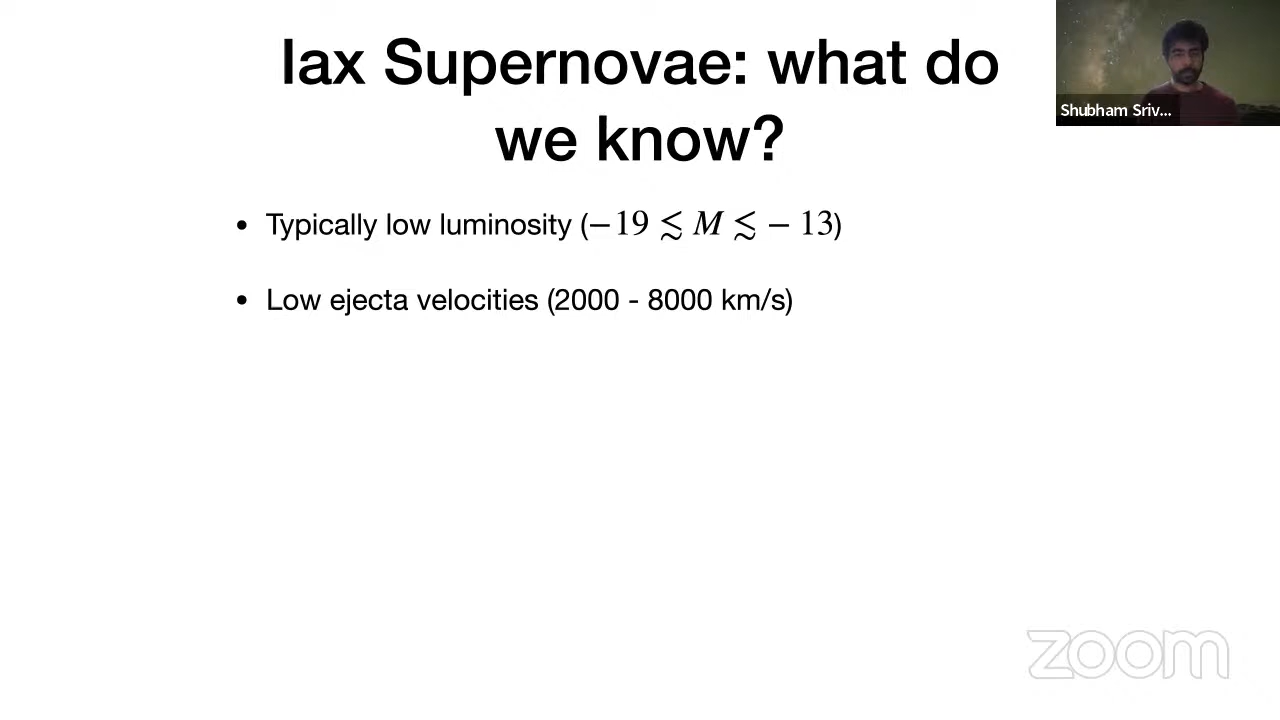 Iax Supernovae: what do
we know?
Shubham Sriv...
• Typically low luminosity (−19 ≲ M ≲ − 13)
• Low ejecta velocities (2000 - 8000 km/s)
zoom